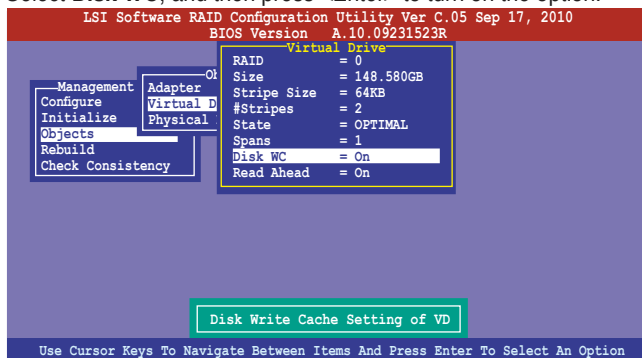 Select Disk WC, and then press <Enter> to turn on the option.
LSI Software RAID Configuration Utility Ver C.05 Sep 17, 2010
BIOS Version A.10.09231523R
Management
Configure
Initialize
Objects
Rebuild
Check Consistency
Ob
Adapter
Virtual D
Physical
Virtual Drive
RAID = 0
Size = 148.580GB
Stripe Size = 64KB
#Stripes = 2
State = OPTIMAL
Spans = 1
Disk WC = On
Read Ahead = On
Disk Write Cache Setting of VD
Use Cursor Keys To Navigate Between Items And Press Enter To Select An Option